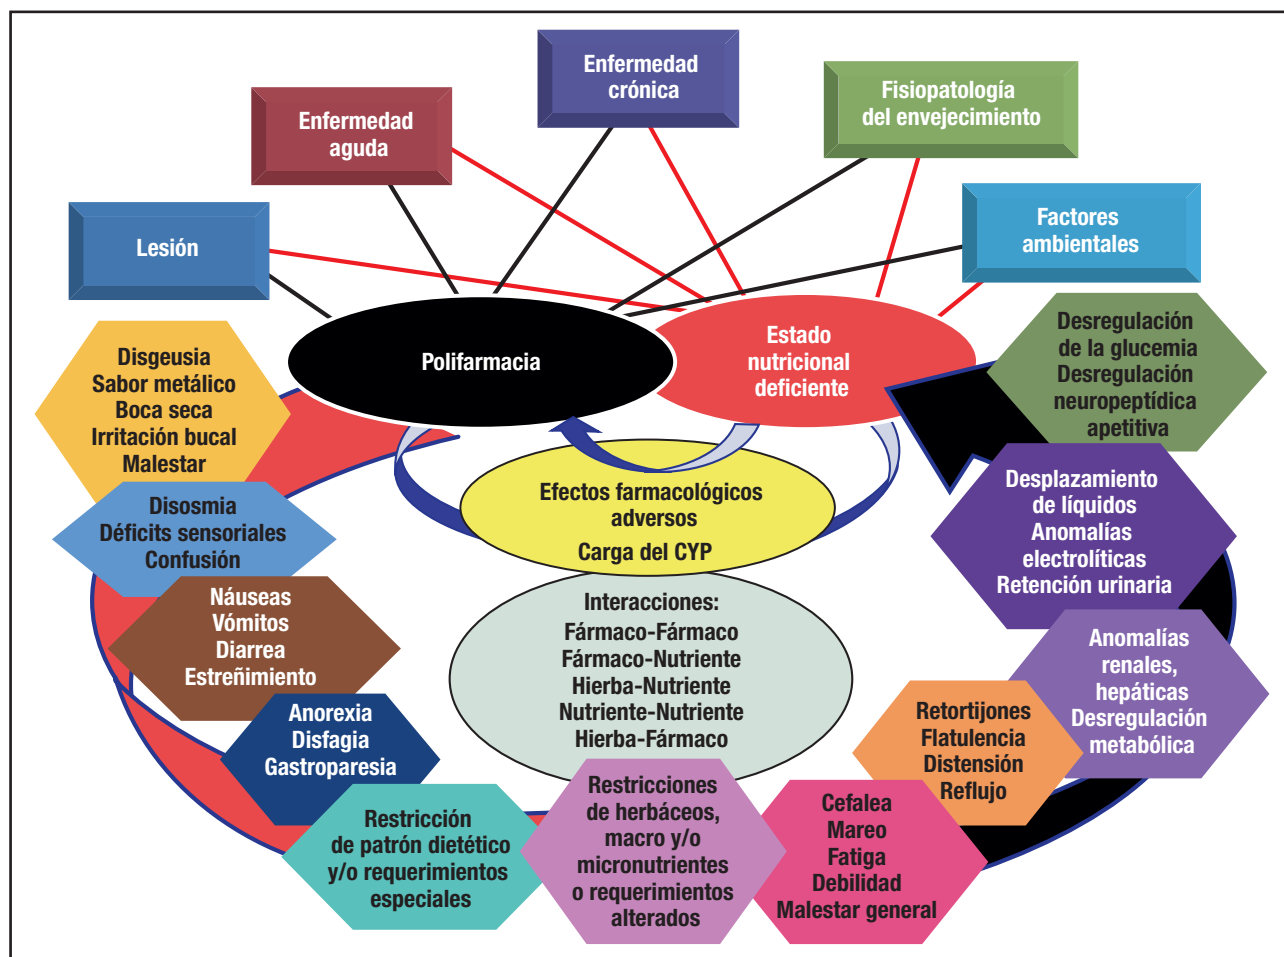 Enfermedad
crónica
Fisiopatología
del envejecimiento
Enfermedad
aguda
Lesión
Factores
ambientales
Polifarmacia
Estado
nutricional
deficiente
Disgeusia
Sabor metálico
Boca seca
Irritación bucal
Malestar
Desregulación
de la glucemia
Desregulación
neuropeptídica
apetitiva
Efectos farmacológicos
adversos
Carga del CYP
Disosmia
Déficits sensoriales
Confusión
Desplazamiento
de líquidos
Anomalías
electrolíticas
Retención urinaria
Interacciones:
Fármaco-Fármaco
Fármaco-Nutriente
Hierba-Nutriente
Nutriente-Nutriente
Hierba-Fármaco
Náuseas
Vómitos
Diarrea
Estreñimiento
Anomalías
renales,
hepáticas
Desregulación
metabólica
Anorexia
Disfagia
Gastroparesia
Retortijones
Flatulencia
Distensión
Reflujo
Restricción
de patrón dietético
y/o requerimientos
especiales
Restricciones
de herbáceos,
macro y/o
micronutrientes
o requerimientos
alterados
Cefalea
Mareo
Fatiga
Debilidad
Malestar general